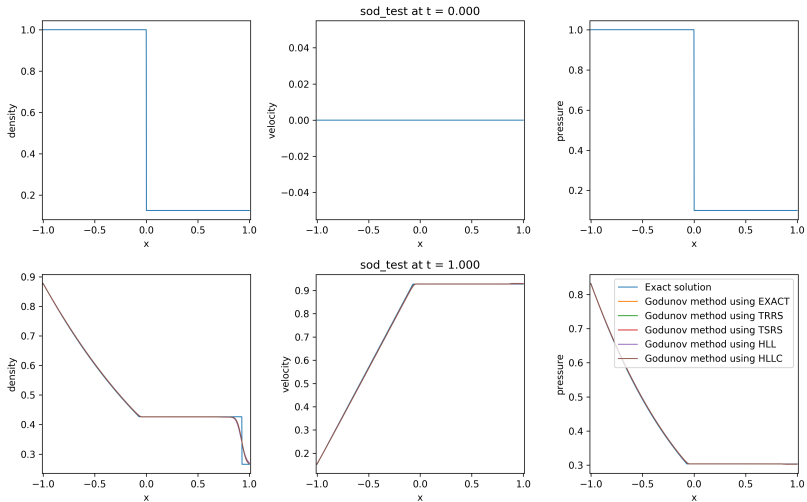 sod_test at t = 0.000
density
1.0
0.8
0.6
0.4
0.2
−1.0 −0.5 0.0 0.5 1.0
x
velocity
0.04
0.02
0.00
−0.02
−0.04
−1.0 −0.5 0.0 0.5 1.0
x
pressure
1.0
0.8
0.6
0.4
0.2
−1.0 −0.5 0.0 0.5 1.0
x
sod_test at t = 1.000
density
0.9
0.8
0.7
0.6
0.5
0.4
0.3
−1.0 −0.5 0.0 0.5 1.0
x
velocity
0.9
0.8
0.7
0.6
0.5
0.4
0.3
0.2
−1.0 −0.5 0.0 0.5 1.0
x
pressure
0.8
0.7
0.6
0.5
0.4
0.3
−1.0 −0.5 0.0 0.5 1.0
x
Exact solution
Godunov method using EXACT
Godunov method using TRRS
Godunov method using TSRS
Godunov method using HLL
Godunov method using HLLC